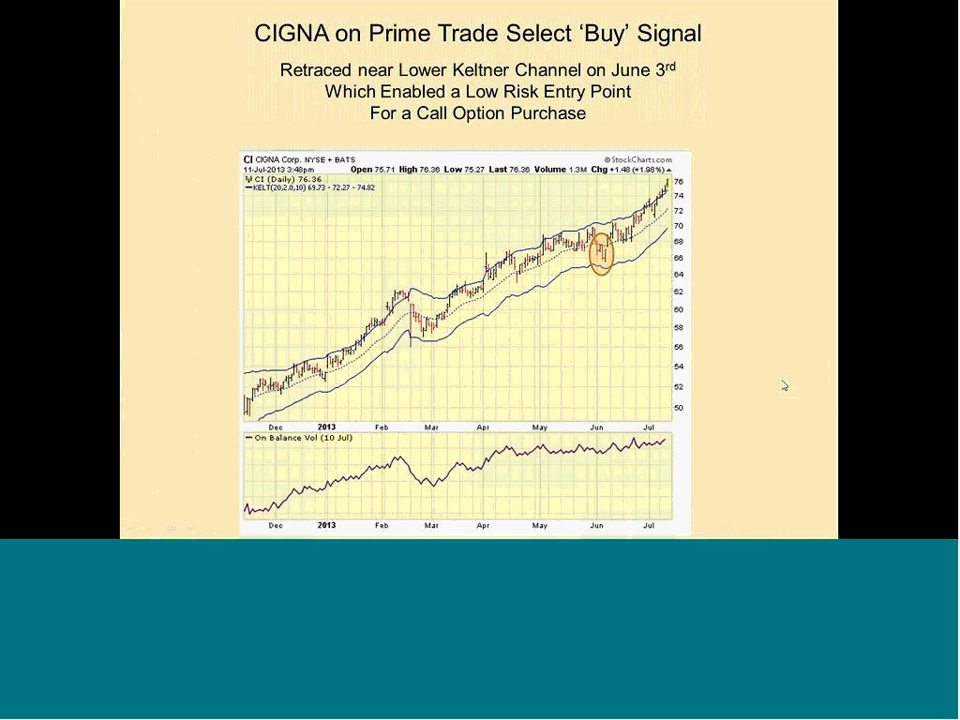 CIGNA on Prime Trade Select ‘Buy’ Signal
Retraced near Lower Keltner Channel on June 3rd
Which Enabled a Low Risk Entry Point
For a Call Option Purchase
CI CIGNA Corp. NYSE + BATS © StockCharts.com
11-Jul-2013 3:48pm Open 75.71 High 76.36 Low 75.27 Last 76.36 Volume 1.3M Chg +1.48 (+1.98%)
CI (Daily) 76.36
KELT(20,2.0,10) 69.73 - 72.27 - 74.82
76
74
72
70
68
66
64
62
60
58
56
54
52
50
Dec 2013 Feb Mar Apr May Jun Jul
On Balance Vol (10 Jul)
Dec 2013 Feb Mar Apr May Jun Jul